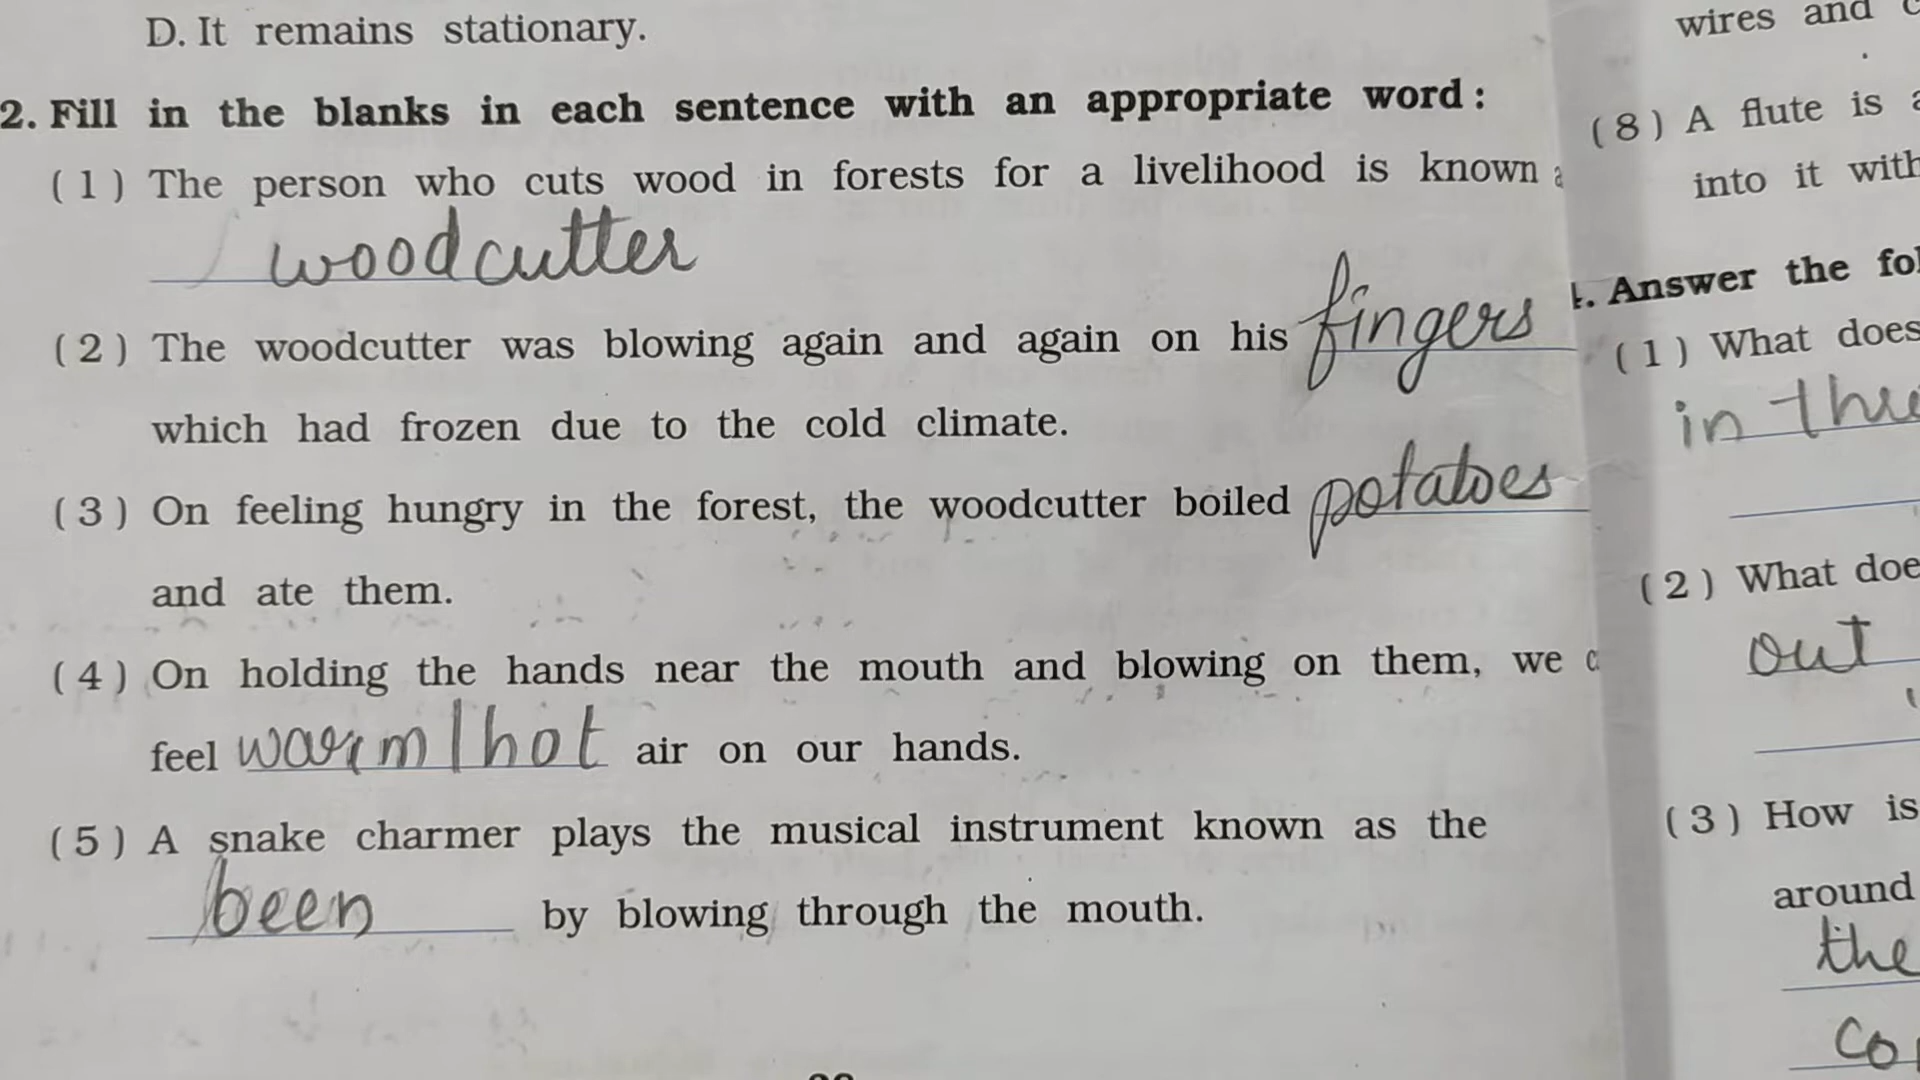 D. It remains stationary.
2. Fill in the blanks in each sentence with an appropriate word :
(1) The person who cuts wood in forests for a livelihood is known
woodcutter
(2) The woodcutter was blowing again and again on his fingers
which had frozen due to the cold climate.
(3) On feeling hungry in the forest, the woodcutter boiled potatoes
and ate them.
(4) On holding the hands near the mouth and blowing on them, we
feel warm/hot air on our hands.
(5) A snake charmer plays the musical instrument known as the
been by blowing through the mouth.
wires and
(8) A flute is
into it with
. Answer the
(1) What does
in
(2) What
out
(3) How is
around
the